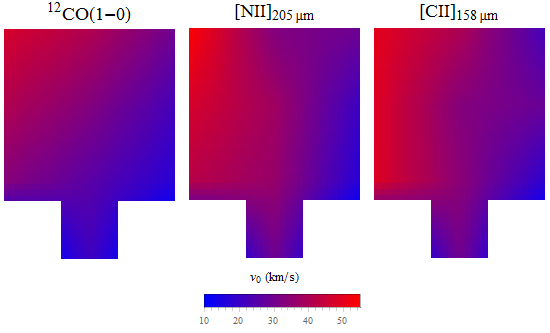 ¹²CO(1−0) [NII]₂₀₅ μm [CII]₁₅₈ μm
v₀ (km/s)
10 20 30 40 50